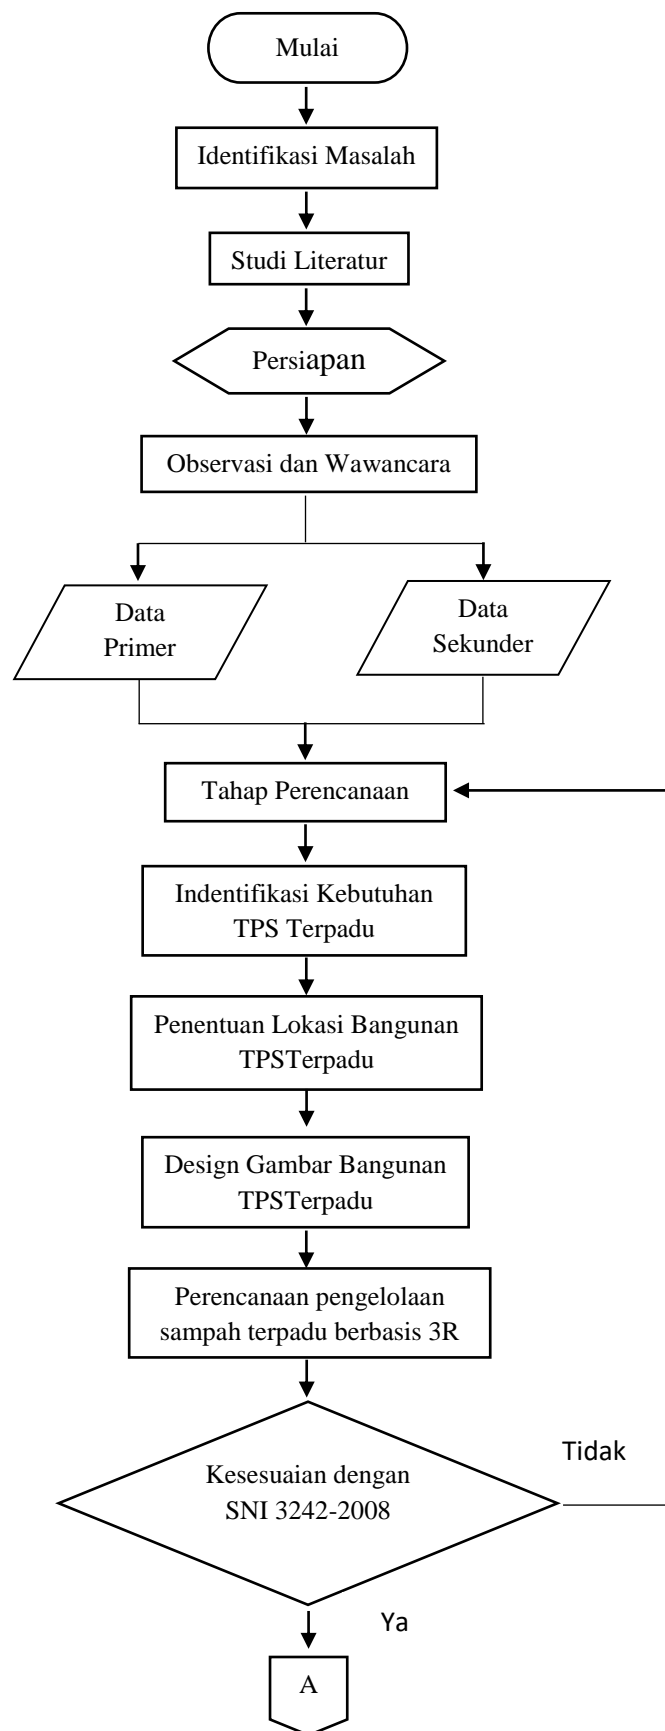 Mulai
Identifikasi Masalah
Studi Literatur
Persiapan
Observasi dan Wawancara
Data
Primer
Data
Sekunder
Tahap Perencanaan
Indentifikasi Kebutuhan
TPS Terpadu
Penentuan Lokasi Bangunan
TPSTerpadu
Design Gambar Bangunan
TPSTerpadu
Perencanaan pengelolaan
sampah terpadu berbasis 3R
Kesesuaian dengan
SNI 3242-2008
Tidak
Ya
A